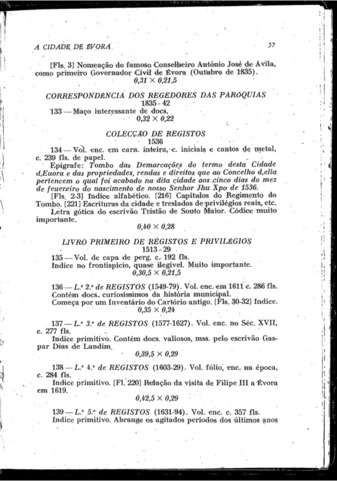 A CIDADE DE EVORA 57
[Fls. 3] Nomeação do famoso Conselheiro António José de Ávila,
como primeiro Governador Civil de Evora (Outubro de 1835).
0,31 × 0,21,5
CORRESPONDENCIA DOS REGEDORES DAS PAROQUIAS
1835-42
133 — Maço interessante de docs.
0,32 × 0,22
COLECÇAO DE REGISTOS
1536
134 — Vol. enc. em carn. inteira, c. iniciais e cantos de metal,
c. 239 fls. de papel.
Epígrafe: Tombo das Demarcações do termo desta Cidade
d,Euora e das propriedades, rendas e direitos que ao Concelho d,ella
pertencem o qual foi acabado na dita cidade aos cinco dias do mez
de feuereiro do nascimento de nosso Senhor Jhu Xpo de 1536.
[Fls. 2-3] Indice alfabético. [216] Capítulos do Regimento do
Tombo. [221] Escrituras da cidade e treslados de privilégios reais, etc.
Letra gótica do escrivão Tristão de Souto Maior. Códice muito
importante.
0,40 × 0,28
LIVRO PRIMEIRO DE REGISTOS E PRIVILEGIOS
1513-29
135 — Vol. de capa de perg. c. 192 fls.
Indice no frontispício, quase ilegível. Muito importante.
0,30,5 × 0,21,5
136 — L.º 2.º de REGISTOS (1549-79). Vol. enc. em 1611 c. 286 fls.
Contém docs. curiosíssimos da história municipal.
Começa por um Inventário do Cartório antigo. [Fls. 30-32] Indice.
0,35 × 0,24
137 — L.º 3.º de REGISTOS (1577-1627). Vol. enc. no Séc. XVII,
c. 277 fls.
Indice primitivo. Contém docs. valiosos, mss. pelo escrivão Gas-
par Dias de Landim.
0,39,5 × 0,29
138 — L.º 4.º de REGISTOS (1603-29). Vol. fólio, enc. na época,
c. 284 fls.
Indice primitivo. [Fl. 220] Relação da visita de Filipe III a Évora
em 1619.
0,42,5 × 0,29
139 — L.º 5.º de REGISTOS (1631-94). Vol. enc. c. 357 fls.
Indice primitivo. Abrange os agitados períodos dos últimos anos